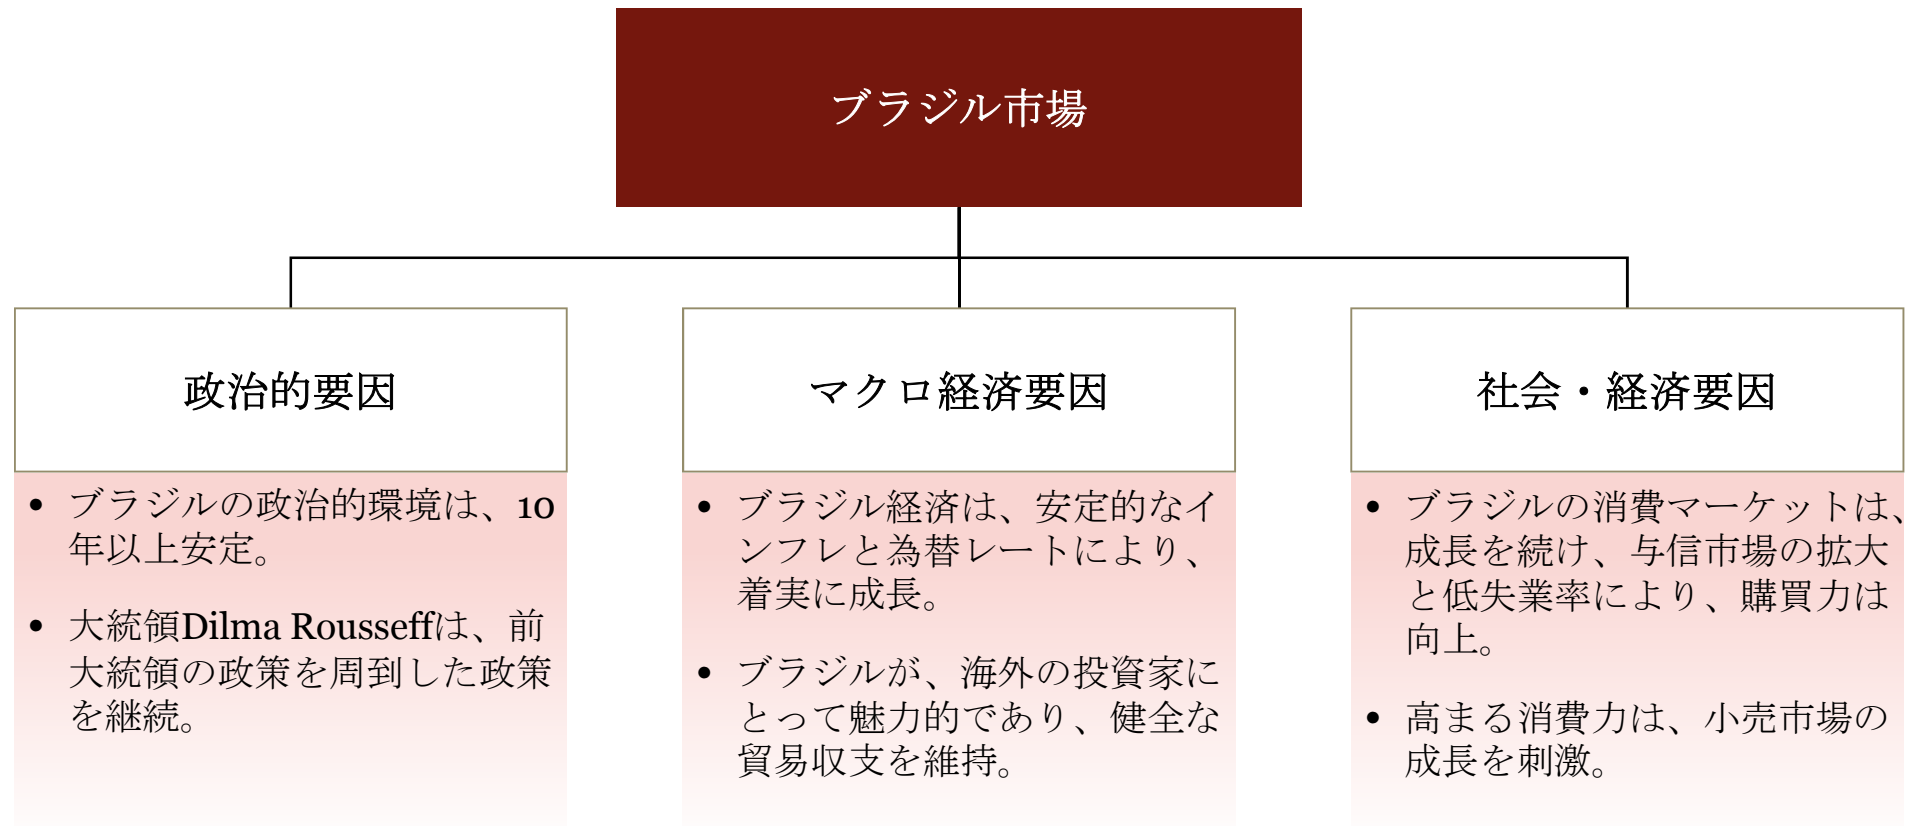 ブラジル市場
政治的要因
• ブラジルの政治的環境は、10
年以上安定。
• 大統領Dilma Rousseffは、前
大統領の政策を周到した政策
を継続。
マクロ経済要因
• ブラジル経済は、安定的なイ
ンフレと為替レートにより、
着実に成長。
• ブラジルが、海外の投資家に
とって魅力的であり、健全な
貿易収支を維持。
社会・経済要因
• ブラジルの消費マーケットは、
成長を続け、与信市場の拡大
と低失業率により、購買力は
向上。
• 高まる消費力は、小売市場の
成長を刺激。